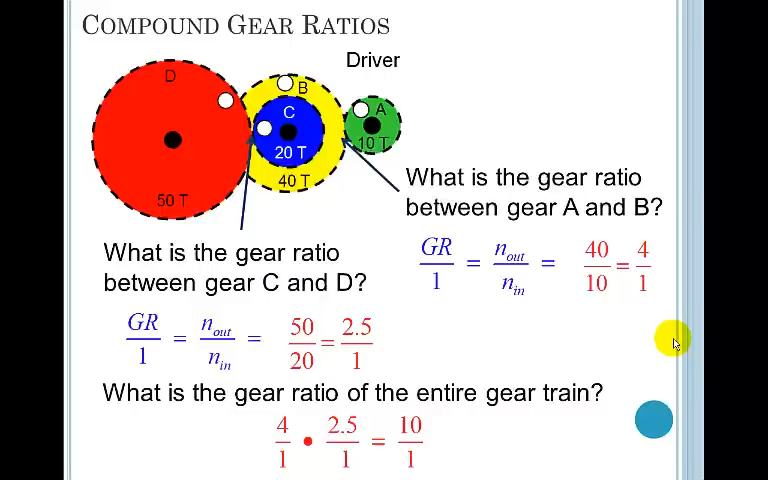 COMPOUND GEAR RATIOS
Driver
D
B
C
A
10 T
20 T
40 T
50 T
What is the gear ratio
between gear A and B?
GR/1 = n_out/n_in = 40/10 = 4/1
What is the gear ratio
between gear C and D?
GR/1 = n_out/n_in = 50/20 = 2.5/1
What is the gear ratio of the entire gear train?
4/1 • 2.5/1 = 10/1